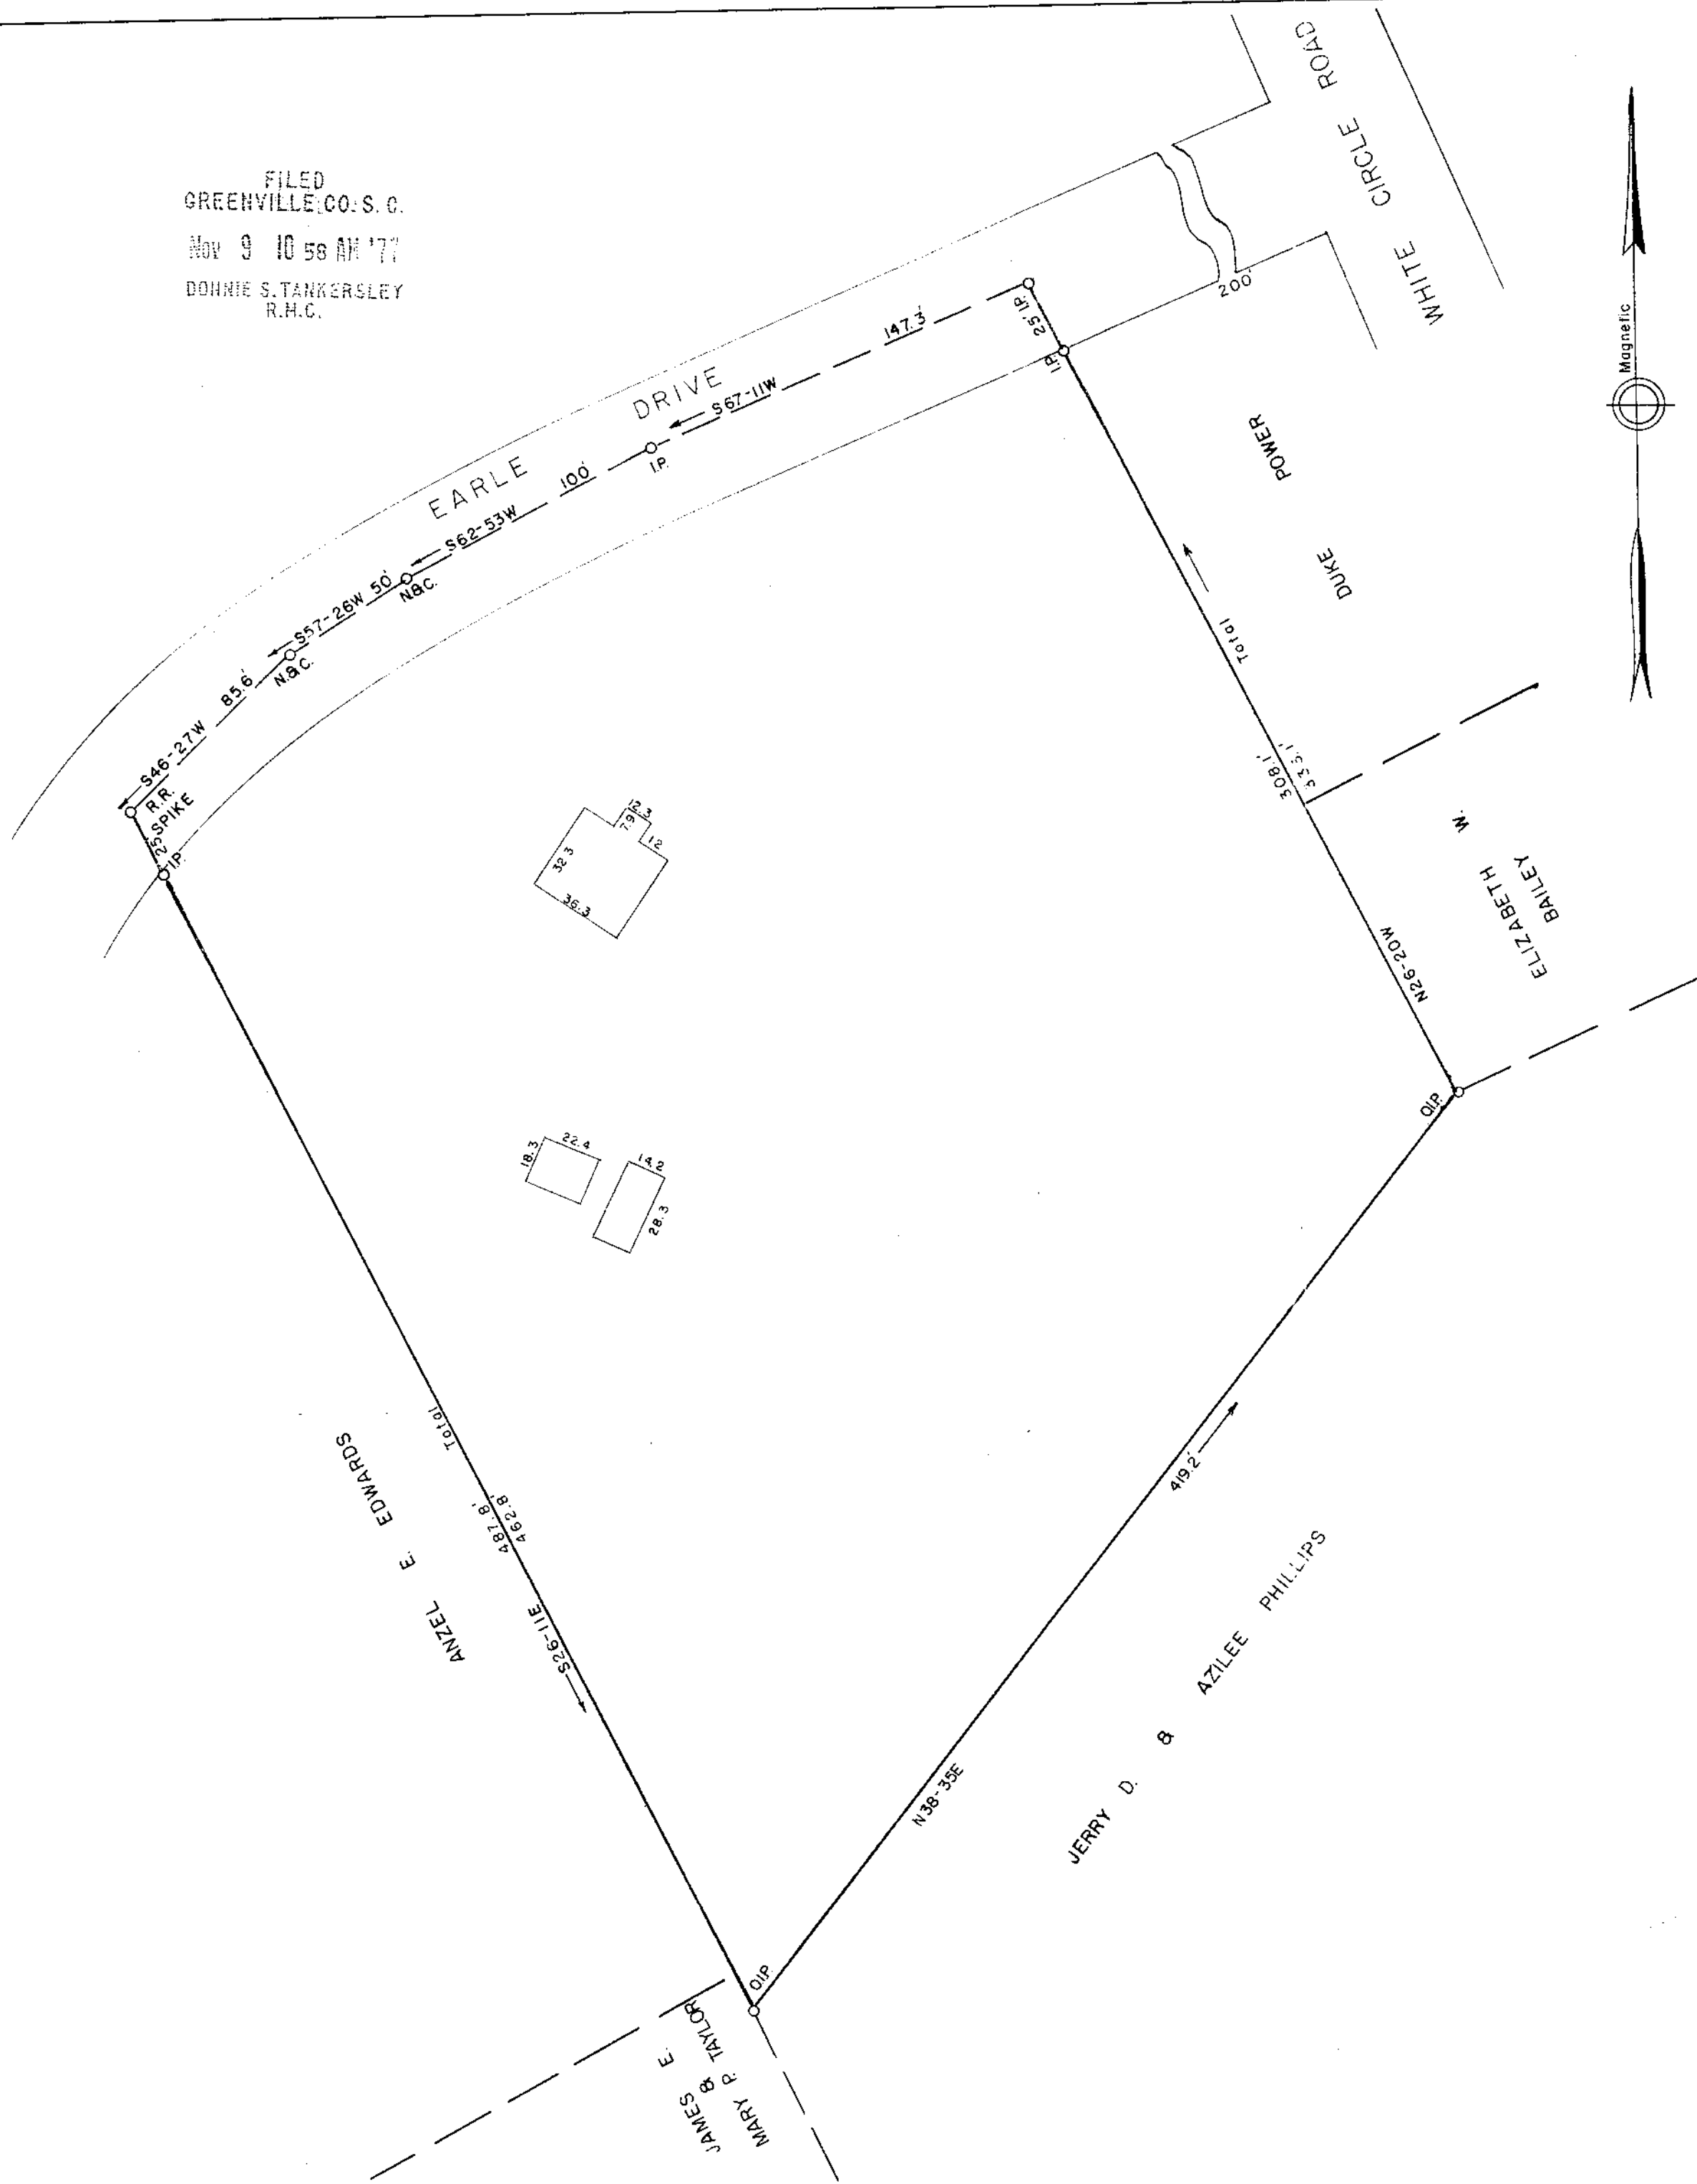 FILED
GREENVILLE CO. S. C.
Nov 9 10 58 AM '77
DONNIE S. TANKERSLEY
R.M.C.
WHITE CIRCLE ROAD
200'
Magnetic
EARLE DRIVE
147.3'
S67-11W
I.P.
100'
S62-53W
N&C.
50'
S57-26W
N.&C.
85.6'
S46-27W
R.R.
SPIKE
25'
I.P.
25'
I.P.
I.P.
DUKE POWER
Total
308.1'
335.1'
N26-20W
ELIZABETH W.
BAILEY
O.I.P.
12.3
7.9
12
32.3
36.3
18.3
22.4
14.2
28.3
Total
487.8'
462.8'
S26-11E
ANZEL E. EDWARDS
419.2'
N38-35E
JERRY D. & AZILEE PHILLIPS
O.I.P.
JAMES E.
&
MARY P. TAYLOR